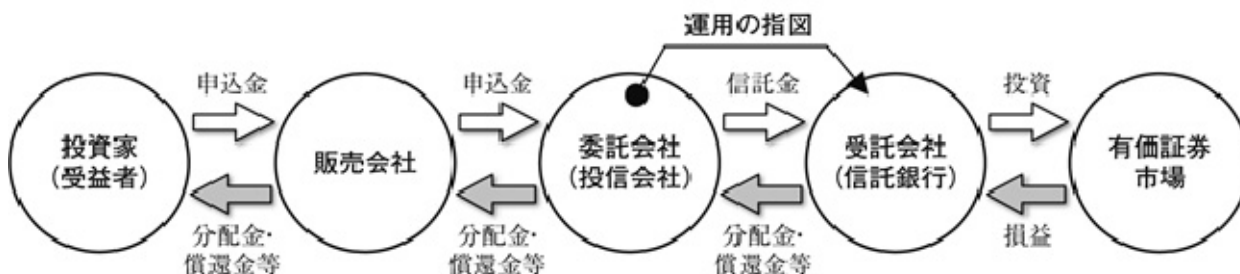 運用の指図
申込金
申込金
信託金
投資
投資家
(受益者)
販売会社
委託会社
(投信会社)
受託会社
(信託銀行)
有価証券
市場
分配金・
償還金等
分配金・
償還金等
分配金・
償還金等
損益